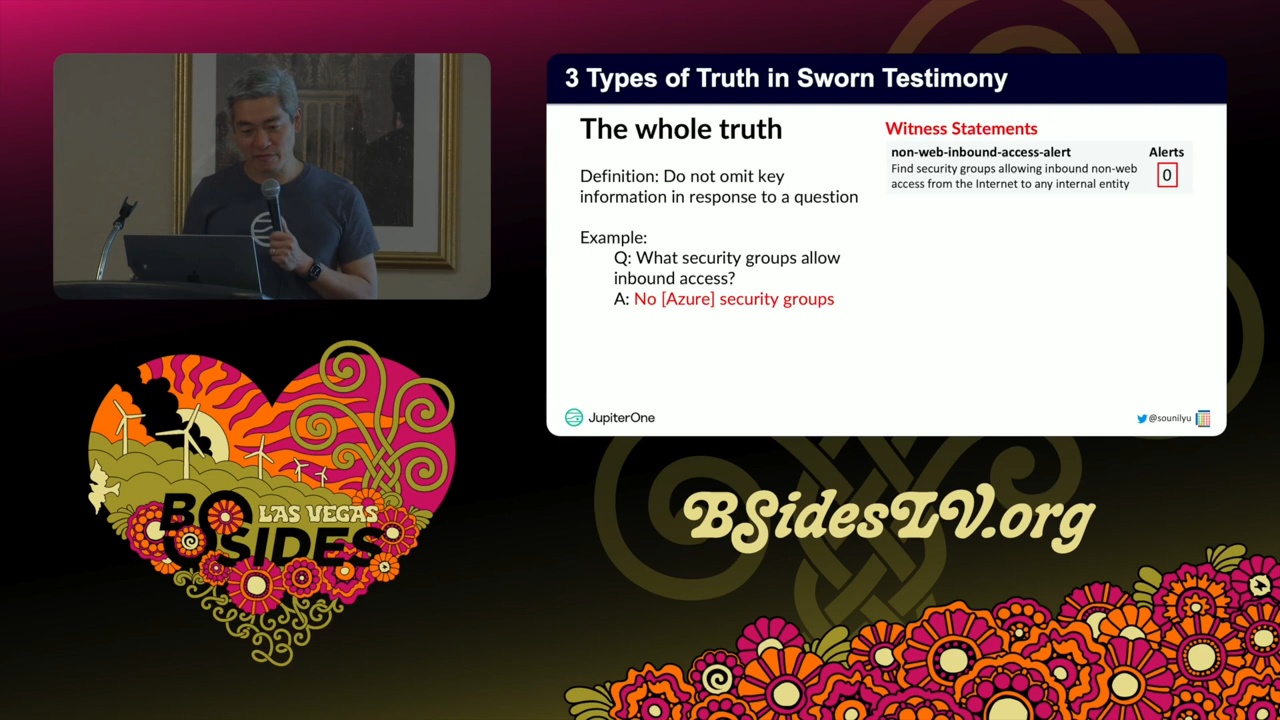 3 Types of Truth in Sworn Testimony
The whole truth
Definition: Do not omit key
information in response to a question
Example:
Q: What security groups allow
inbound access?
A: No [Azure] security groups
Witness Statements
non-web-inbound-access-alert
Alerts
Find security groups allowing inbound non-web
access from the Internet to any internal entity
0
JupiterOne
@sounilyu
LAS VEGAS
BSIDES
23
BSidesLV.org